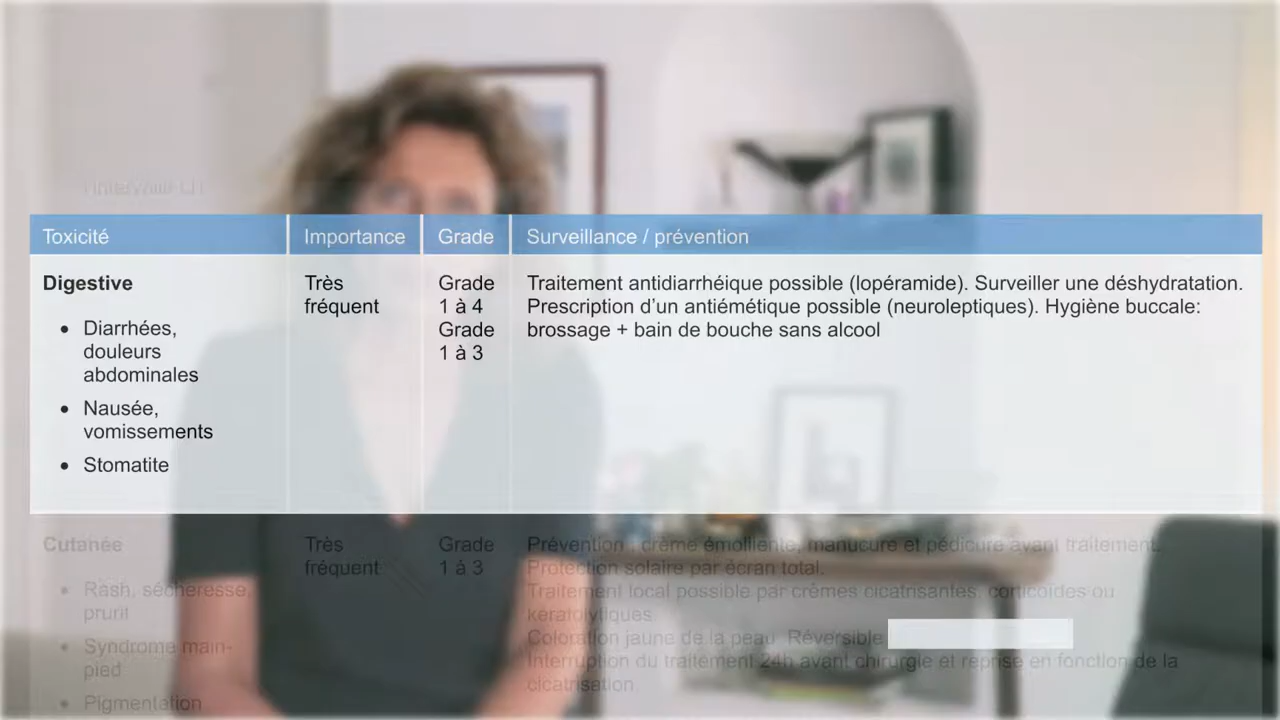 l'intervalle QT
Toxicité Importance Grade Surveillance / prévention
Digestive Très Grade Traitement antidiarrhéique possible (lopéramide). Surveiller une déshydratation.
fréquent 1 à 4 Prescription d'un antiémétique possible (neuroleptiques). Hygiène buccale:
• Diarrhées, Grade brossage + bain de bouche sans alcool
douleurs 1 à 3
abdominales
• Nausée,
vomissements
• Stomatite
Cutanée Très Grade Prévention : crème émolliente, manucure et pédicure avant traitement.
fréquent 1 à 3 Protection solaire par écran total.
• Rash, sécheresse, Traitement local possible par crèmes cicatrisantes, corticoïdes ou
prurit kératolytiques.
• Syndrome main- Coloration jaune de la peau Réversible
pied Interruption du traitement 24h avant chirurgie et reprise en fonction de la
cicatrisation.
• Pigmentation